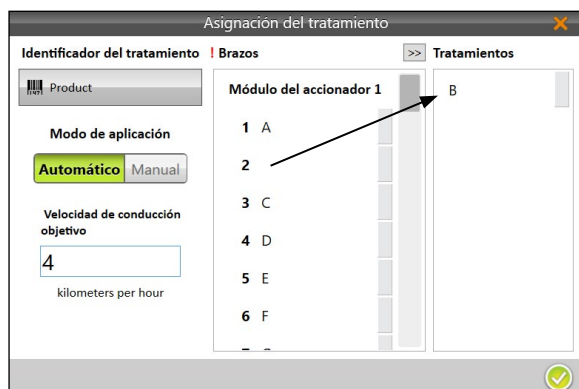 Asignación del tratamiento
Identificador del tratamiento
! Brazos
>>
Tratamientos
Product
Módulo del accionador 1
B
1 A
Modo de aplicación
Automático Manual
2
3 C
Velocidad de conducción
objetivo
4 D
4
5 E
kilometers per hour
6 F